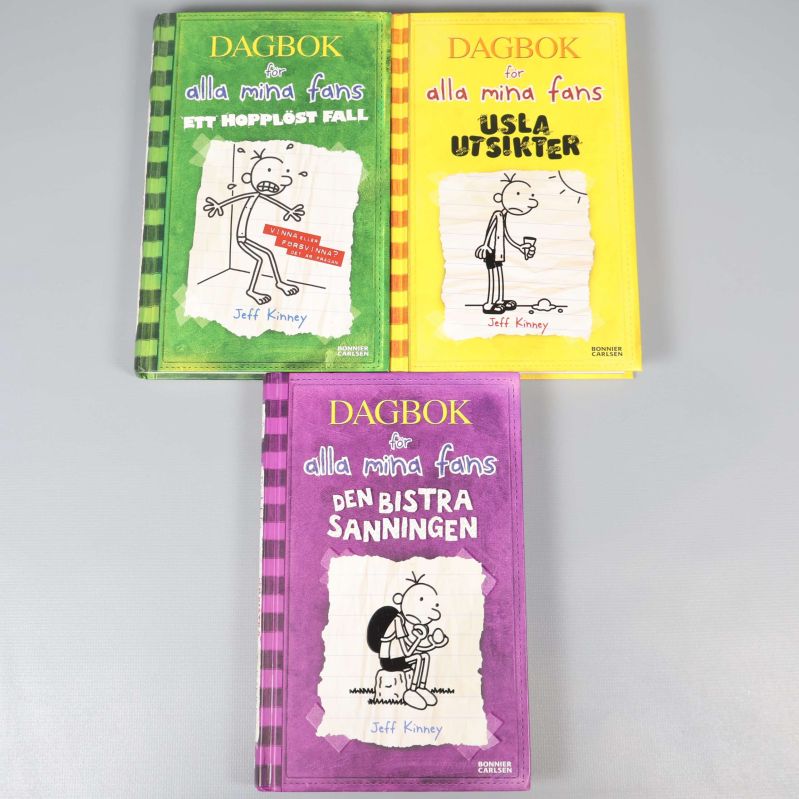 DAGBOK
för
alla mina fans
ETT HOPPLÖST FALL
VINNA ELLER
FÖRSVINNA?
DET ÄR FRÅGAN
Jeff Kinney
BONNIER
CARLSEN
DAGBOK
för
alla mina fans
USLA
UTSIKTER
Jeff Kinney
BONNIER
CARLSEN
DAGBOK
för
alla mina fans
DEN BISTRA
SANNINGEN
Jeff Kinney
BONNIER
CARLSEN